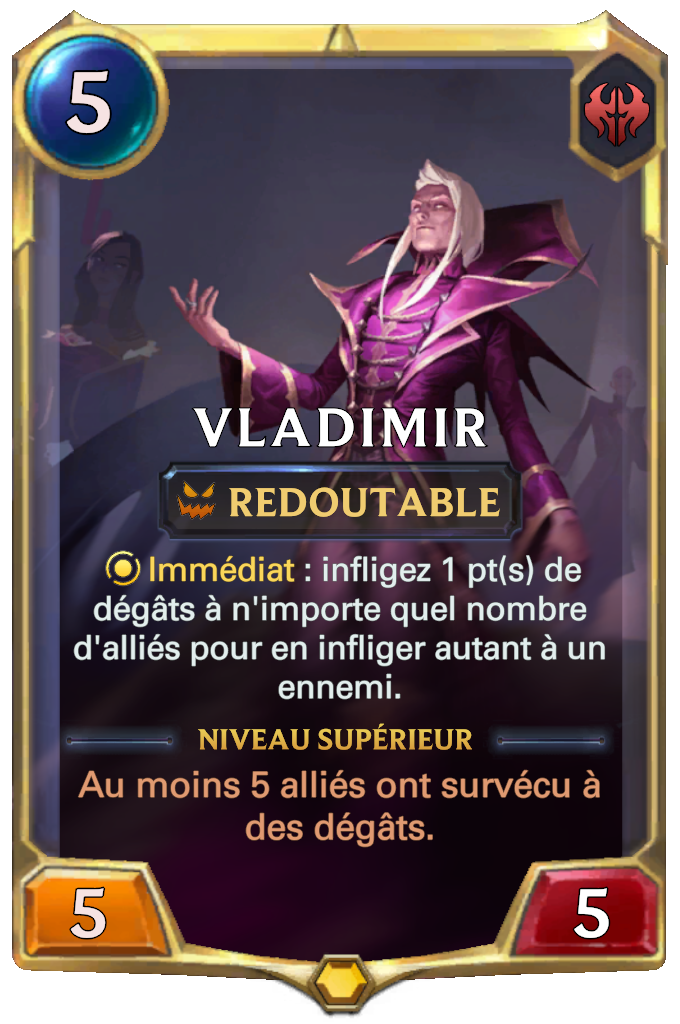 5
VLADIMIR
REDOUTABLE
Immédiat : infligez 1 pt(s) de
dégâts à n'importe quel nombre
d'alliés pour en infliger autant à un
ennemi.
NIVEAU SUPÉRIEUR
Au moins 5 alliés ont survécu à
des dégâts.
5
5